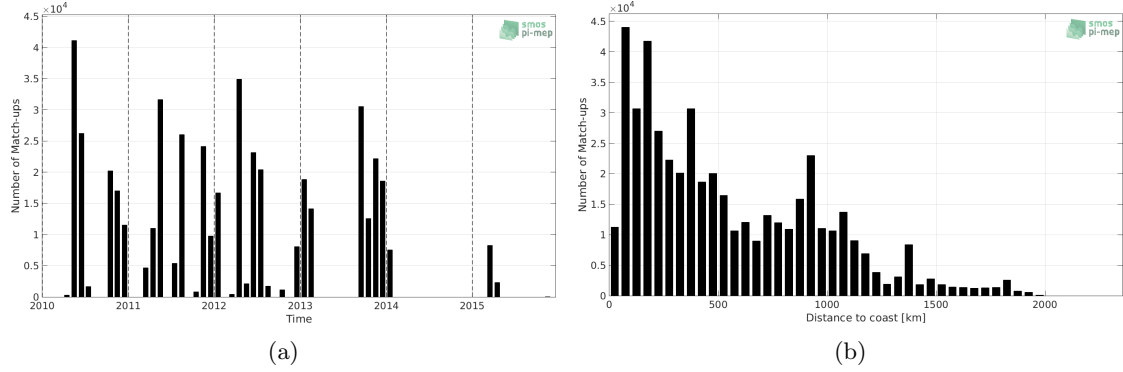 ×10⁴
4.5
4
3.5
3
2.5
2
1.5
1
0.5
0
Number of Match-ups
2010 2011 2012 2013 2014 2015
Time
smos
pi-mep
(a)
×10⁴
4.5
4
3.5
3
2.5
2
1.5
1
0.5
0
Number of Match-ups
0 500 1000 1500 2000
Distance to coast [km]
smos
pi-mep
(b)